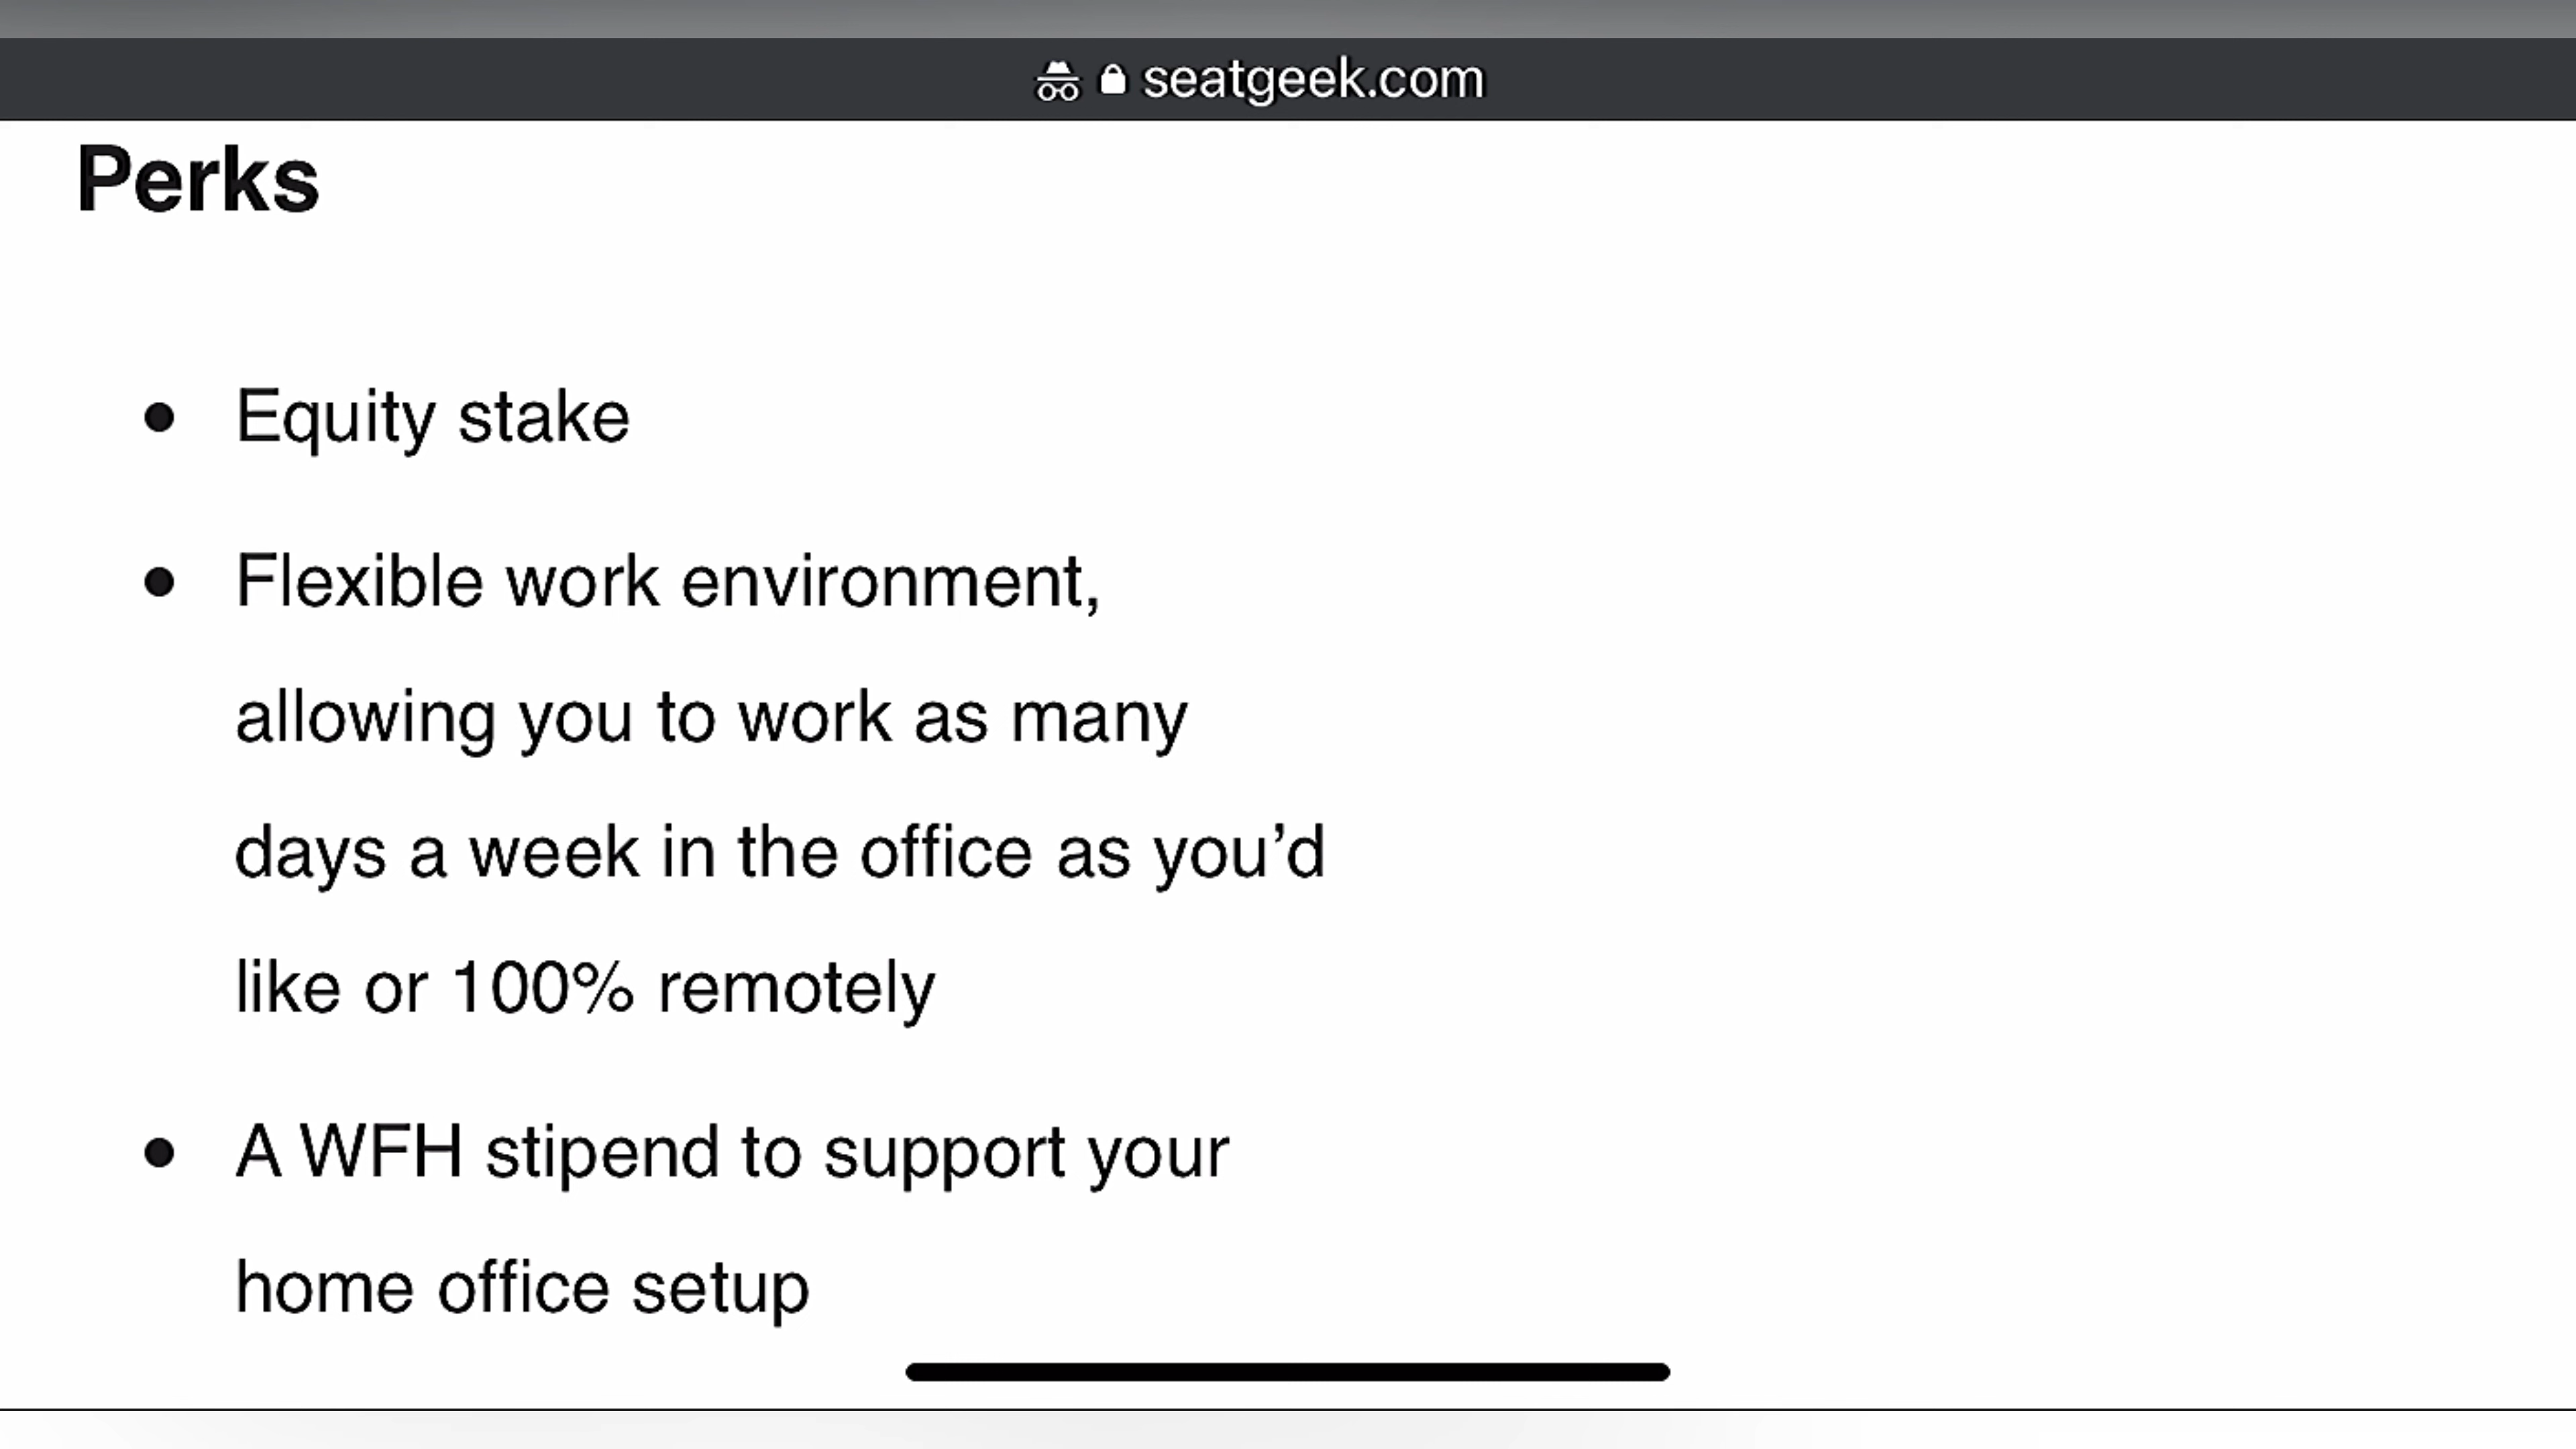 seatgeek.com
Perks
• Equity stake
• Flexible work environment,
allowing you to work as many
days a week in the office as you’d
like or 100% remotely
• A WFH stipend to support your
home office setup